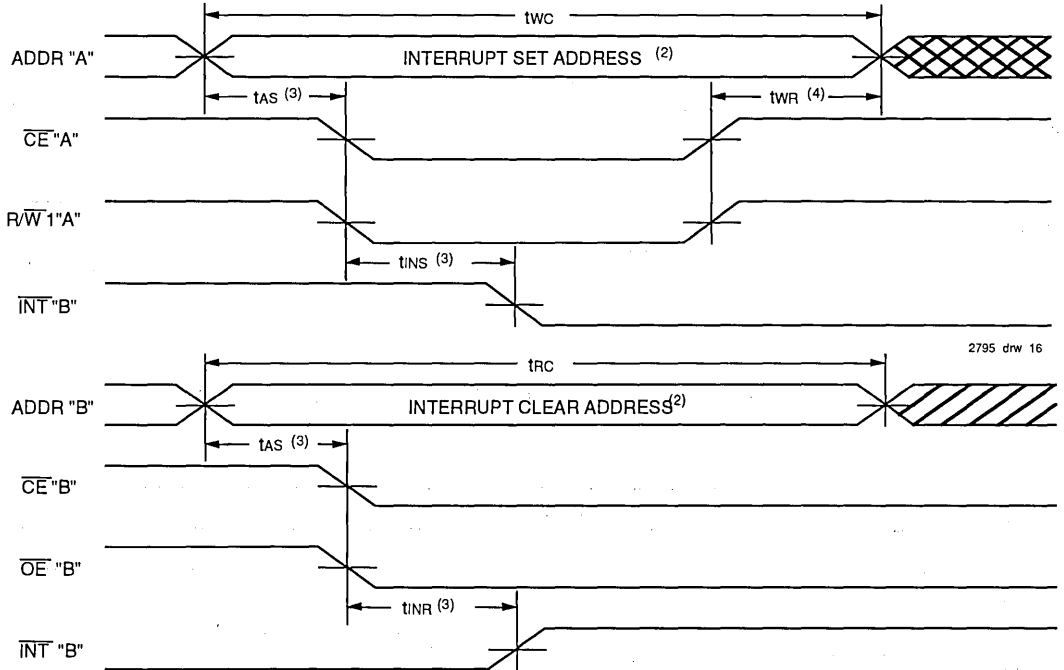 tWC
ADDR "A"
INTERRUPT SET ADDRESS (2)
tAS (3)
tWR (4)
CE "A"
R/W 1"A"
tINS (3)
INT "B"
2795 drw 16
tRC
ADDR "B"
INTERRUPT CLEAR ADDRESS(2)
tAS (3)
CE "B"
OE "B"
tINR (3)
INT "B"